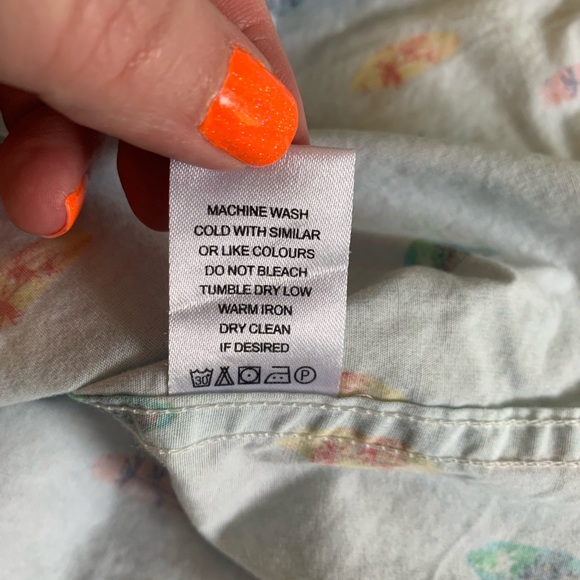 MACHINE WASH
COLD WITH SIMILAR
OR LIKE COLOURS
DO NOT BLEACH
TUMBLE DRY LOW
WARM IRON
DRY CLEAN
IF DESIRED
30 P